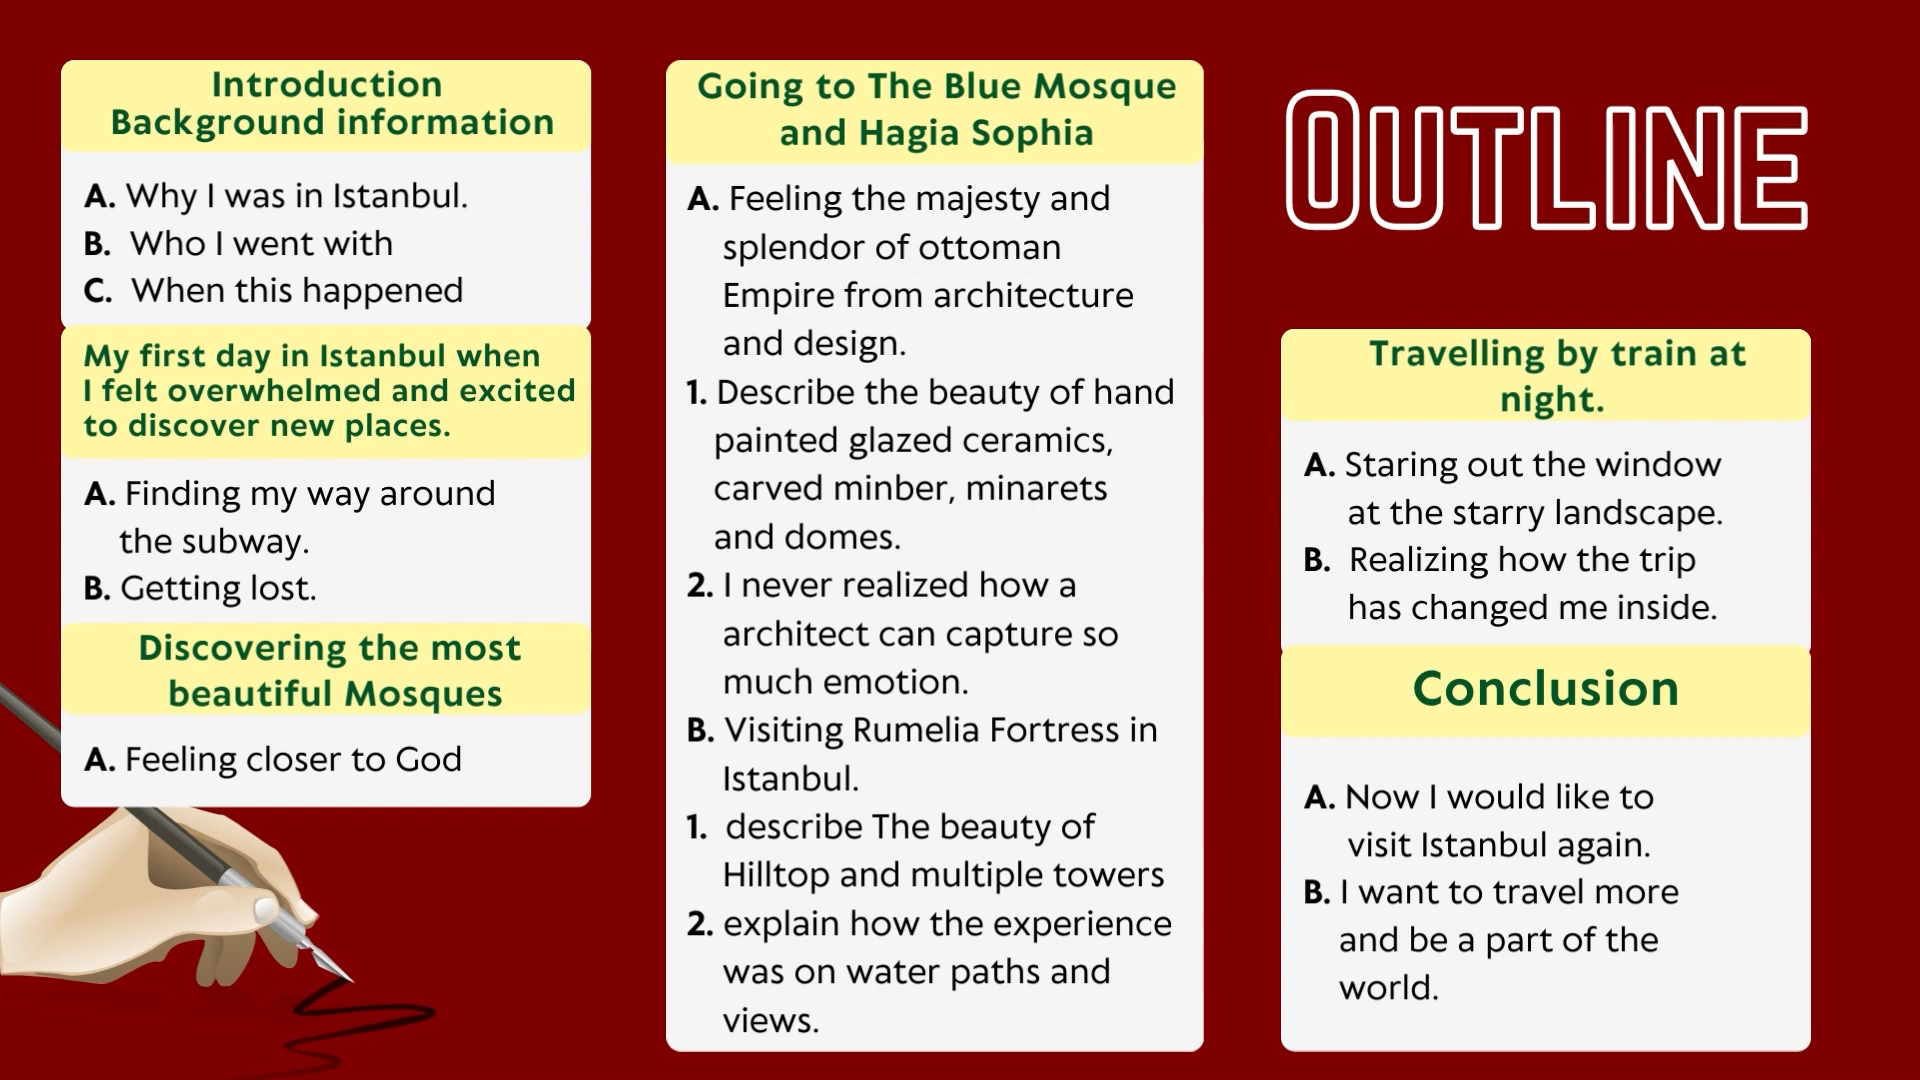 Introduction
Background information
A. Why I was in Istanbul.
B. Who I went with
C. When this happened
My first day in Istanbul when
I felt overwhelmed and excited
to discover new places.
A. Finding my way around
the subway.
B. Getting lost.
Discovering the most
beautiful Mosques
A. Feeling closer to God
Going to The Blue Mosque
and Hagia Sophia
A. Feeling the majesty and
splendor of ottoman
Empire from architecture
and design.
1. Describe the beauty of hand
painted glazed ceramics,
carved minber, minarets
and domes.
2. I never realized how a
architect can capture so
much emotion.
B. Visiting Rumelia Fortress in
Istanbul.
1. describe The beauty of
Hilltop and multiple towers
2. explain how the experience
was on water paths and
views.
OUTLINE
Travelling by train at
night.
A. Staring out the window
at the starry landscape.
B. Realizing how the trip
has changed me inside.
Conclusion
A. Now I would like to
visit Istanbul again.
B. I want to travel more
and be a part of the
world.